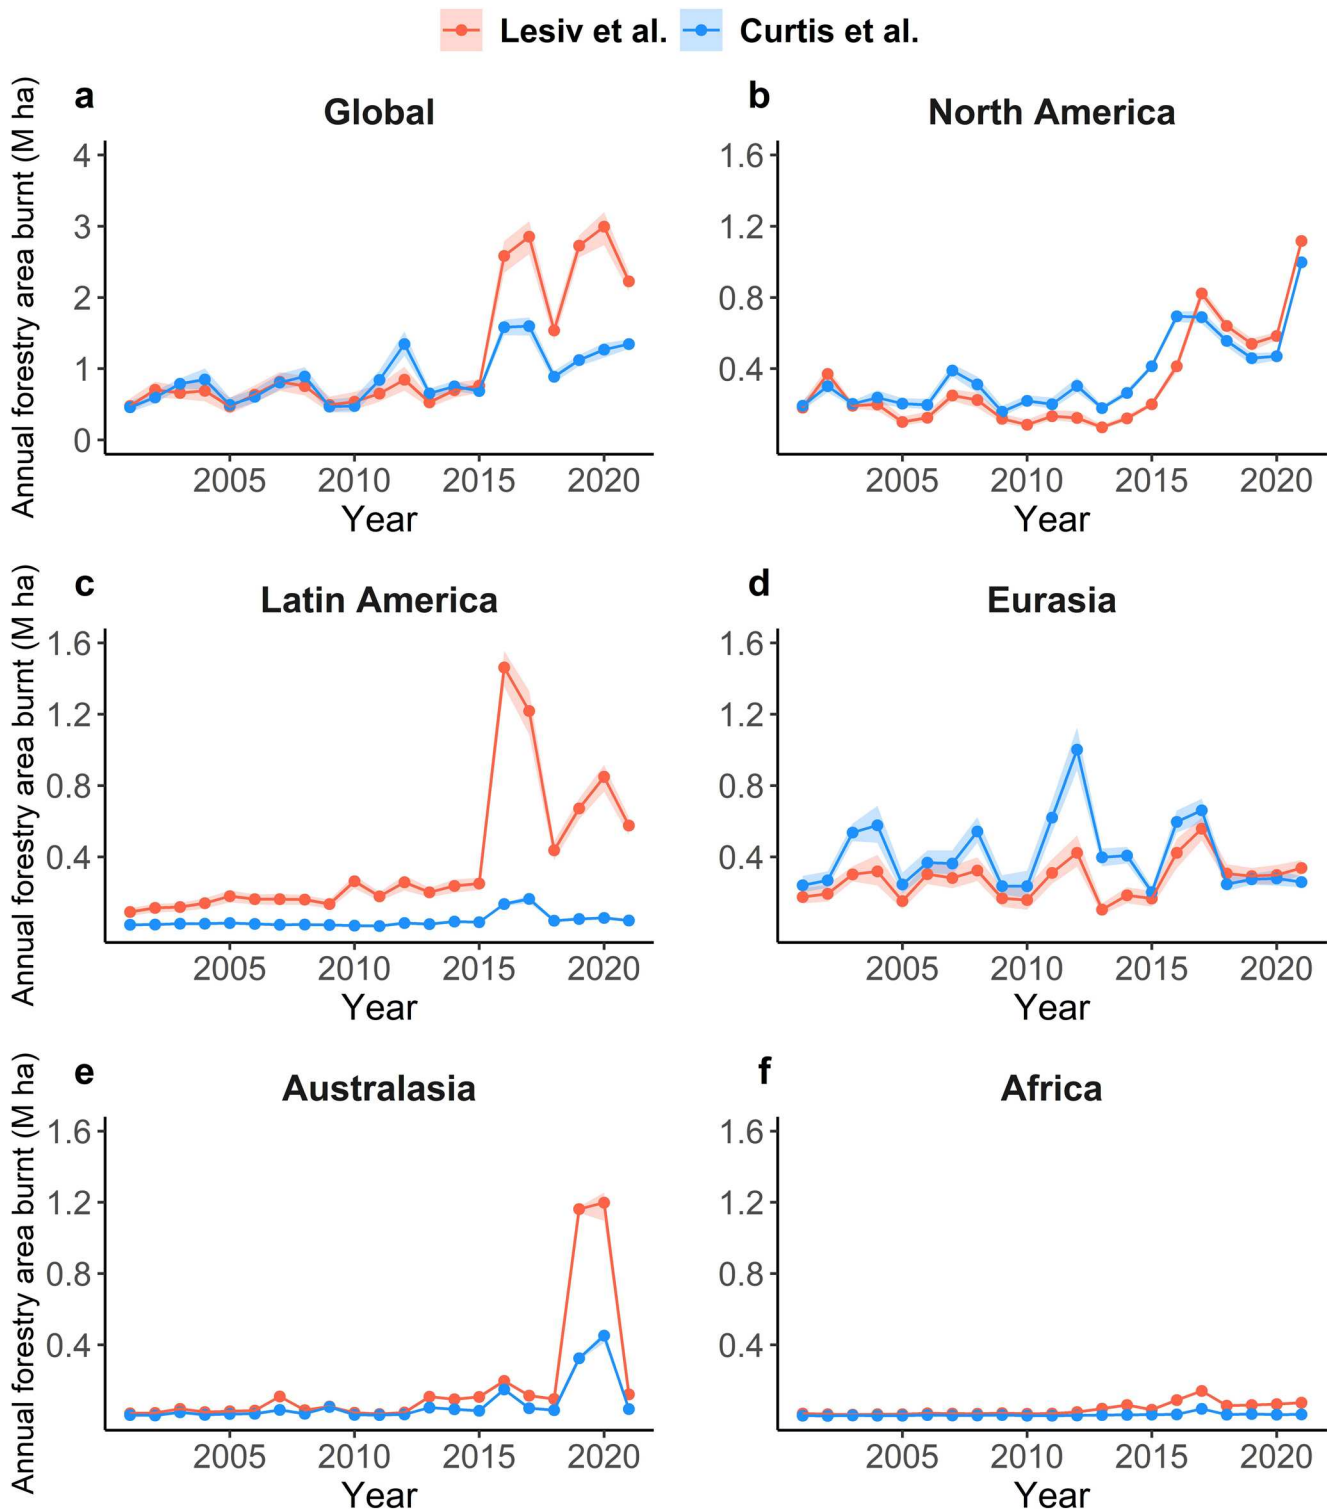 Lesiv et al. Curtis et al.
a
Global
Annual forestry area burnt (M ha)
4
3
2
1
0
2005 2010 2015 2020
Year
b
North America
1.6
1.2
0.8
0.4
2005 2010 2015 2020
Year
c
Latin America
Annual forestry area burnt (M ha)
1.6
1.2
0.8
0.4
2005 2010 2015 2020
Year
d
Eurasia
1.6
1.2
0.8
0.4
2005 2010 2015 2020
Year
e
Australasia
Annual forestry area burnt (M ha)
1.6
1.2
0.8
0.4
2005 2010 2015 2020
Year
f
Africa
1.6
1.2
0.8
0.4
2005 2010 2015 2020
Year